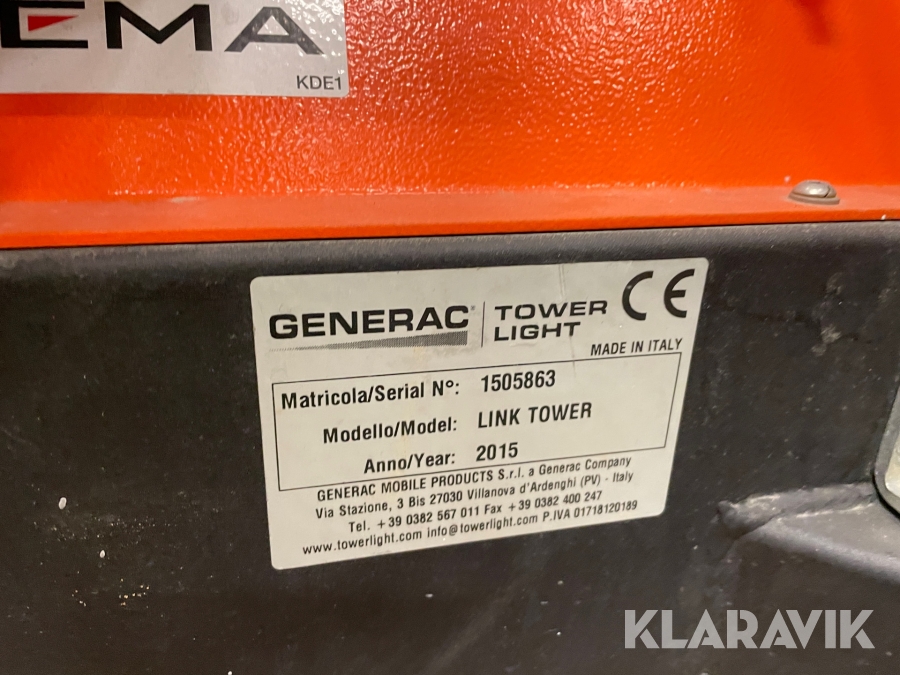 EMA
KDE1
GENERAC
TOWER
LIGHT
CE
MADE IN ITALY
Matricola/Serial N°: 1505863
Modello/Model: LINK TOWER
Anno/Year: 2015
GENERAC MOBILE PRODUCTS S.r.l. a Generac Company
Via Stazione, 3 Bis 27030 Villanova d'Ardenghi (PV) - Italy
Tel. +39 0382 567 011 Fax +39 0382 400 247
www.towerlight.com info@towerlight.com P.IVA 01718120189
KLARAVIK